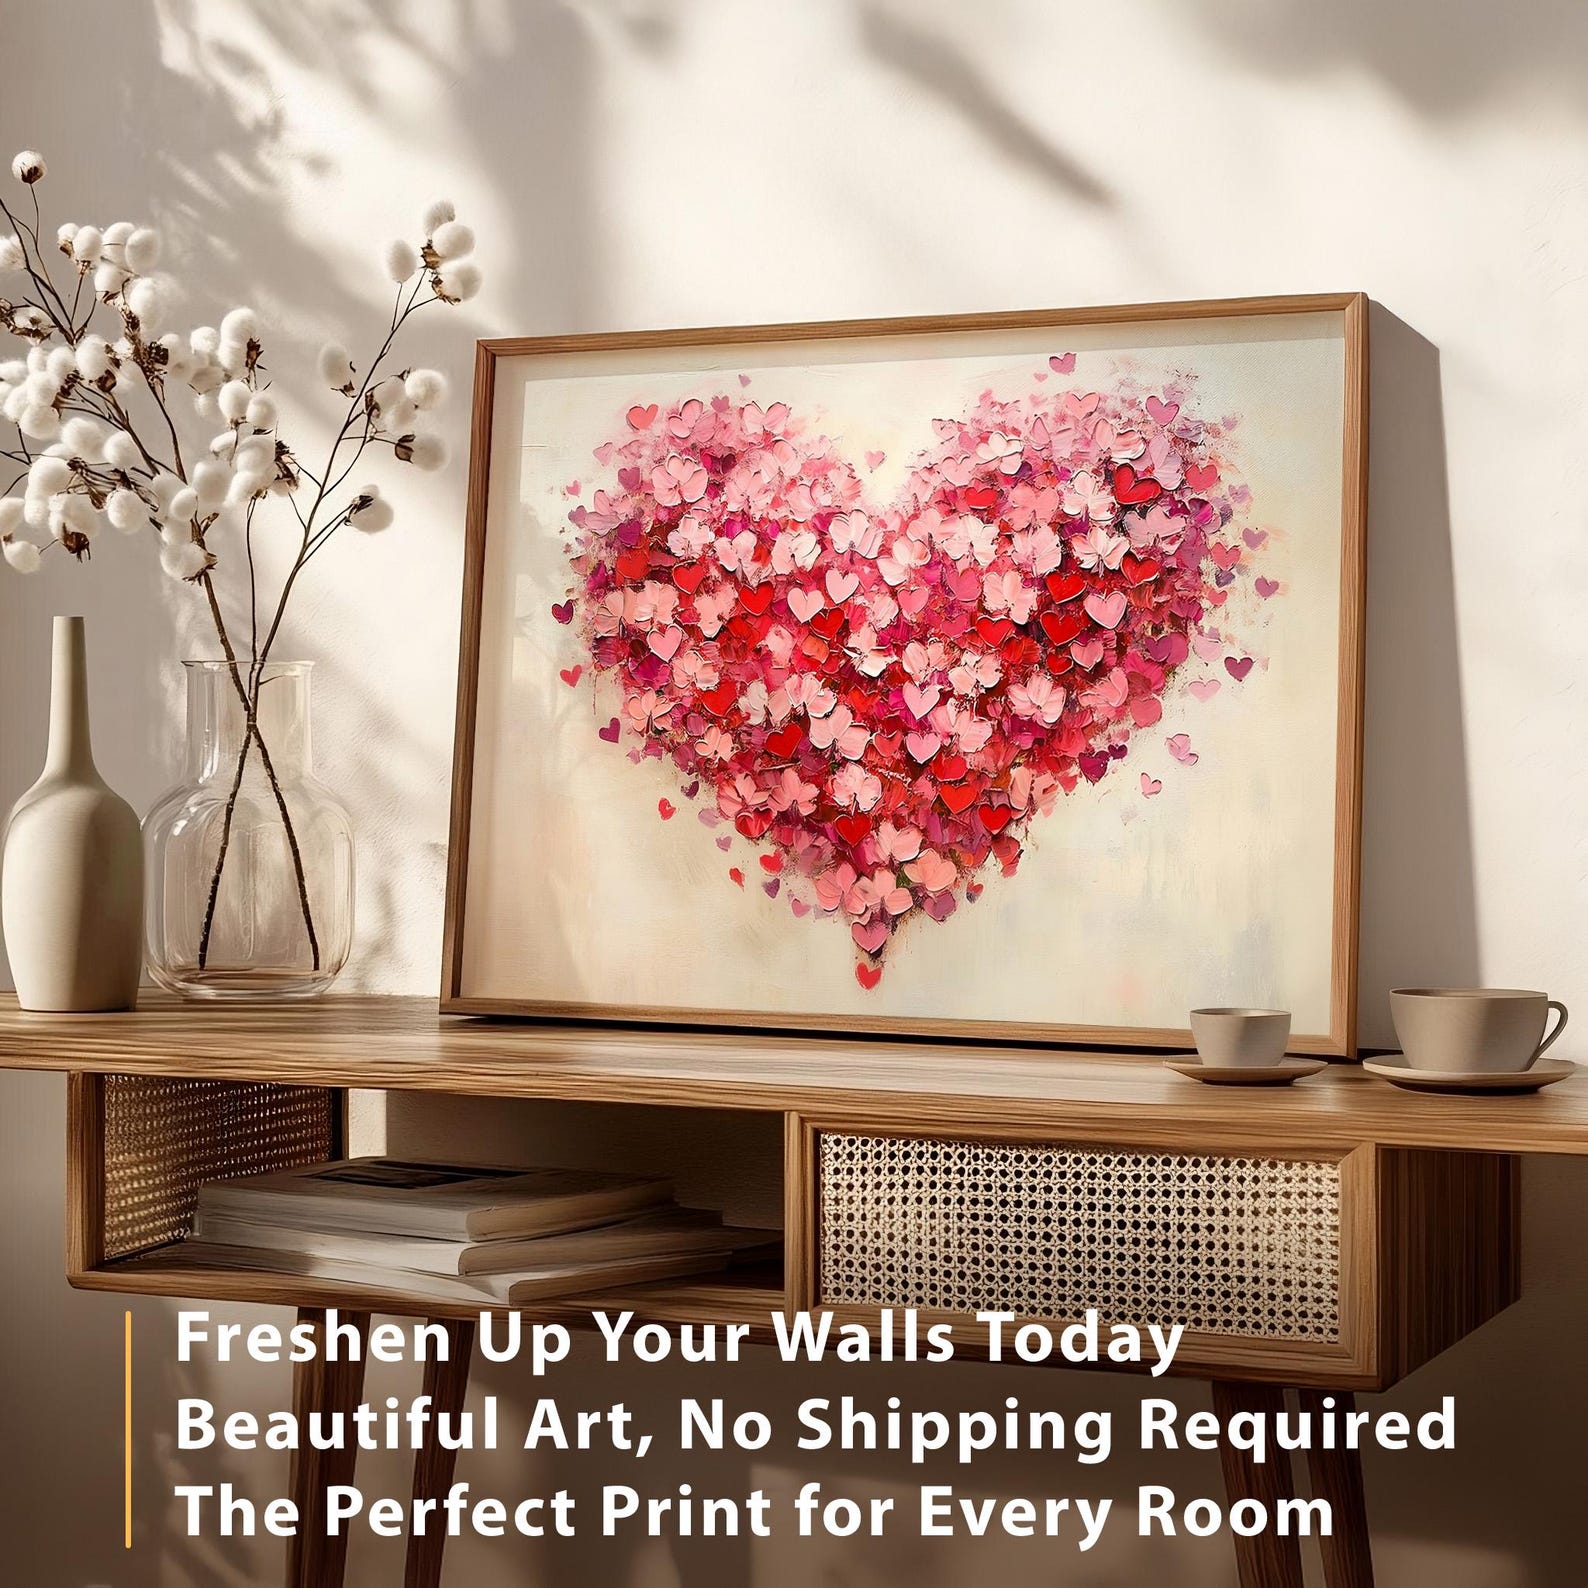 Freshen Up Your Walls Today
Beautiful Art, No Shipping Required
The Perfect Print for Every Room